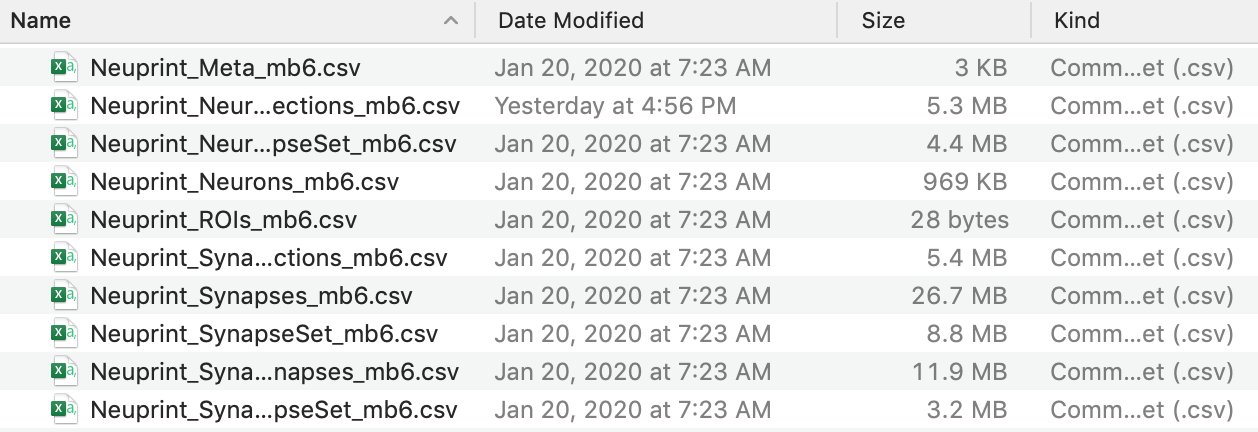 Name Date Modified Size Kind
Neuprint_Meta_mb6.csv Jan 20, 2020 at 7:23 AM 3 KB Comm...et (.csv)
Neuprint_Neur...ections_mb6.csv Yesterday at 4:56 PM 5.3 MB Comm...et (.csv)
Neuprint_Neur...pseSet_mb6.csv Jan 20, 2020 at 7:23 AM 4.4 MB Comm...et (.csv)
Neuprint_Neurons_mb6.csv Jan 20, 2020 at 7:23 AM 969 KB Comm...et (.csv)
Neuprint_ROIs_mb6.csv Jan 20, 2020 at 7:23 AM 28 bytes Comm...et (.csv)
Neuprint_Syna...ctions_mb6.csv Jan 20, 2020 at 7:23 AM 5.4 MB Comm...et (.csv)
Neuprint_Synapses_mb6.csv Jan 20, 2020 at 7:23 AM 26.7 MB Comm...et (.csv)
Neuprint_SynapseSet_mb6.csv Jan 20, 2020 at 7:23 AM 8.8 MB Comm...et (.csv)
Neuprint_Syna...napses_mb6.csv Jan 20, 2020 at 7:23 AM 11.9 MB Comm...et (.csv)
Neuprint_Syna...pseSet_mb6.csv Jan 20, 2020 at 7:23 AM 3.2 MB Comm...et (.csv)